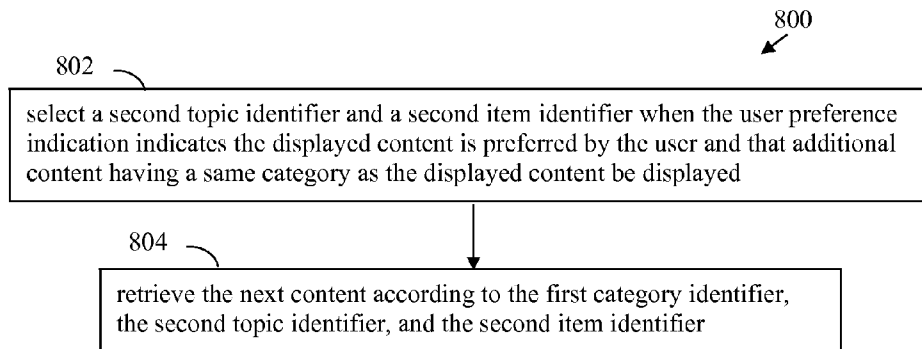 800
802
select a second topic identifier and a second item identifier when the user preference
indication indicates the displayed content is preferred by the user and that additional
content having a same category as the displayed content be displayed
804
retrieve the next content according to the first category identifier,
the second topic identifier, and the second item identifier